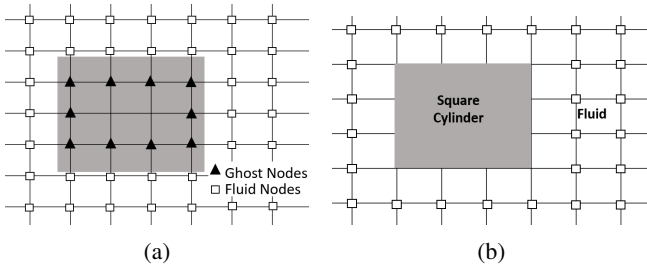 Ghost Nodes
Fluid Nodes
(a)
Square
Cylinder
Fluid
(b)